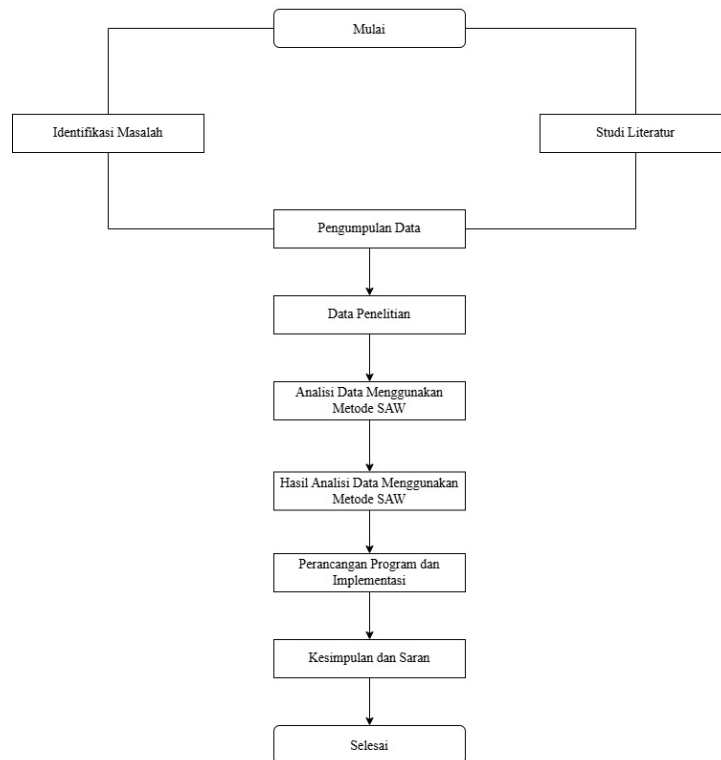 Mulai
Identifikasi Masalah
Studi Literatur
Pengumpulan Data
Data Penelitian
Analisi Data Menggunakan
Metode SAW
Hasil Analisi Data Menggunakan
Metode SAW
Perancangan Program dan
Implementasi
Kesimpulan dan Saran
Selesai